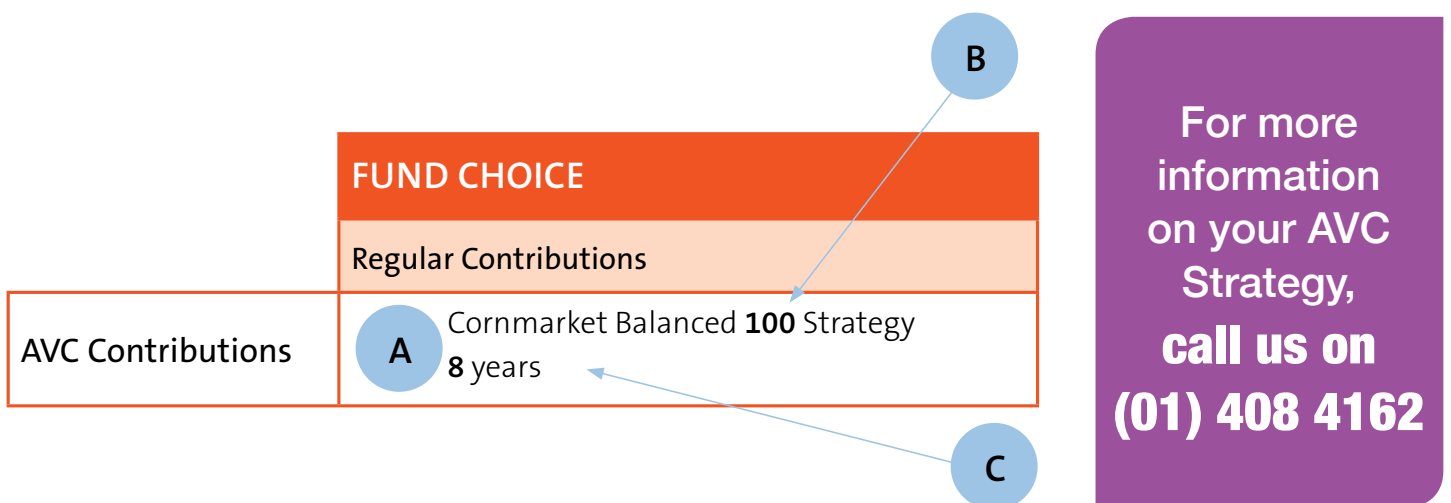 B
FUND CHOICE
Regular Contributions
AVC Contributions
A
Cornmarket Balanced 100 Strategy
8 years
C
For more
information
on your AVC
Strategy,
call us on
(01) 408 4162